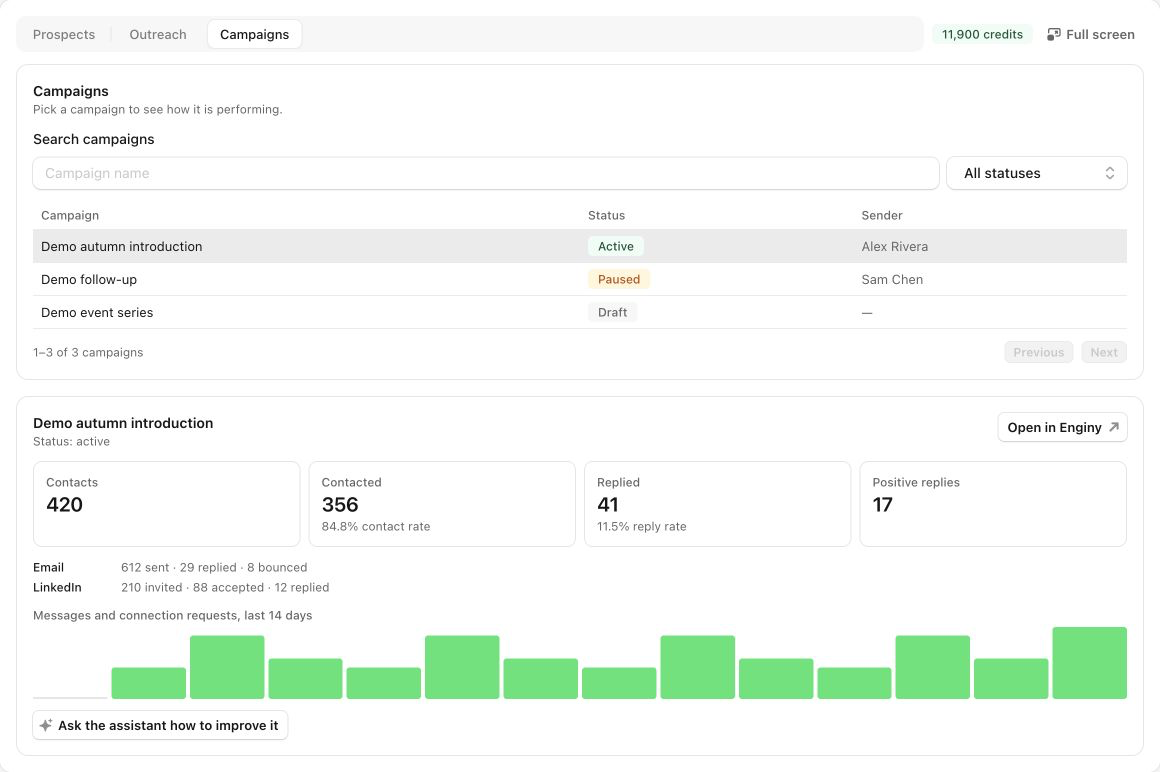 Prospects Outreach Campaigns 11,900 credits Full screen
Campaigns
Pick a campaign to see how it is performing.
Search campaigns
Campaign name All statuses
Campaign Status Sender
Demo autumn introduction Active Alex Rivera
Demo follow-up Paused Sam Chen
Demo event series Draft —
1–3 of 3 campaigns Previous Next
Demo autumn introduction
Status: active
Open in Enginy
Contacts Contacted Replied Positive replies
420 356 41 17
84.8% contact rate 11.5% reply rate
Email 612 sent · 29 replied · 8 bounced
LinkedIn 210 invited · 88 accepted · 12 replied
Messages and connection requests, last 14 days
Ask the assistant how to improve it